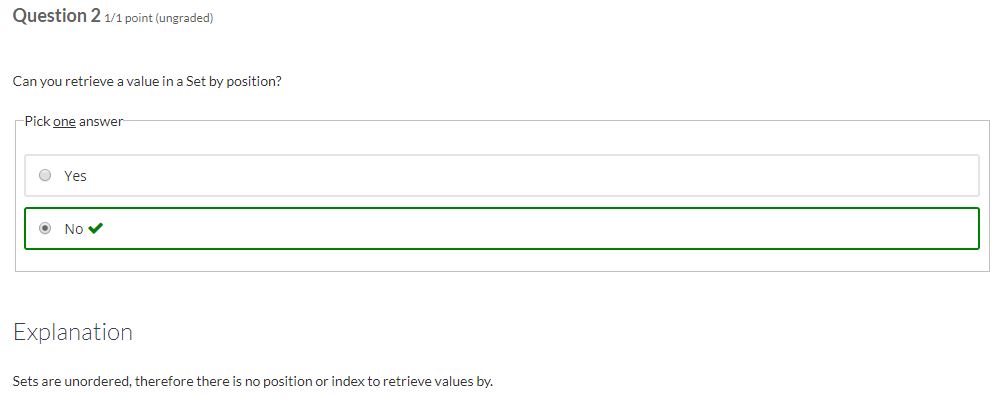 Question 2 1/1 point (ungraded)
Can you retrieve a value in a Set by position?
Pick one answer
Yes
No
Explanation
Sets are unordered, therefore there is no position or index to retrieve values by.